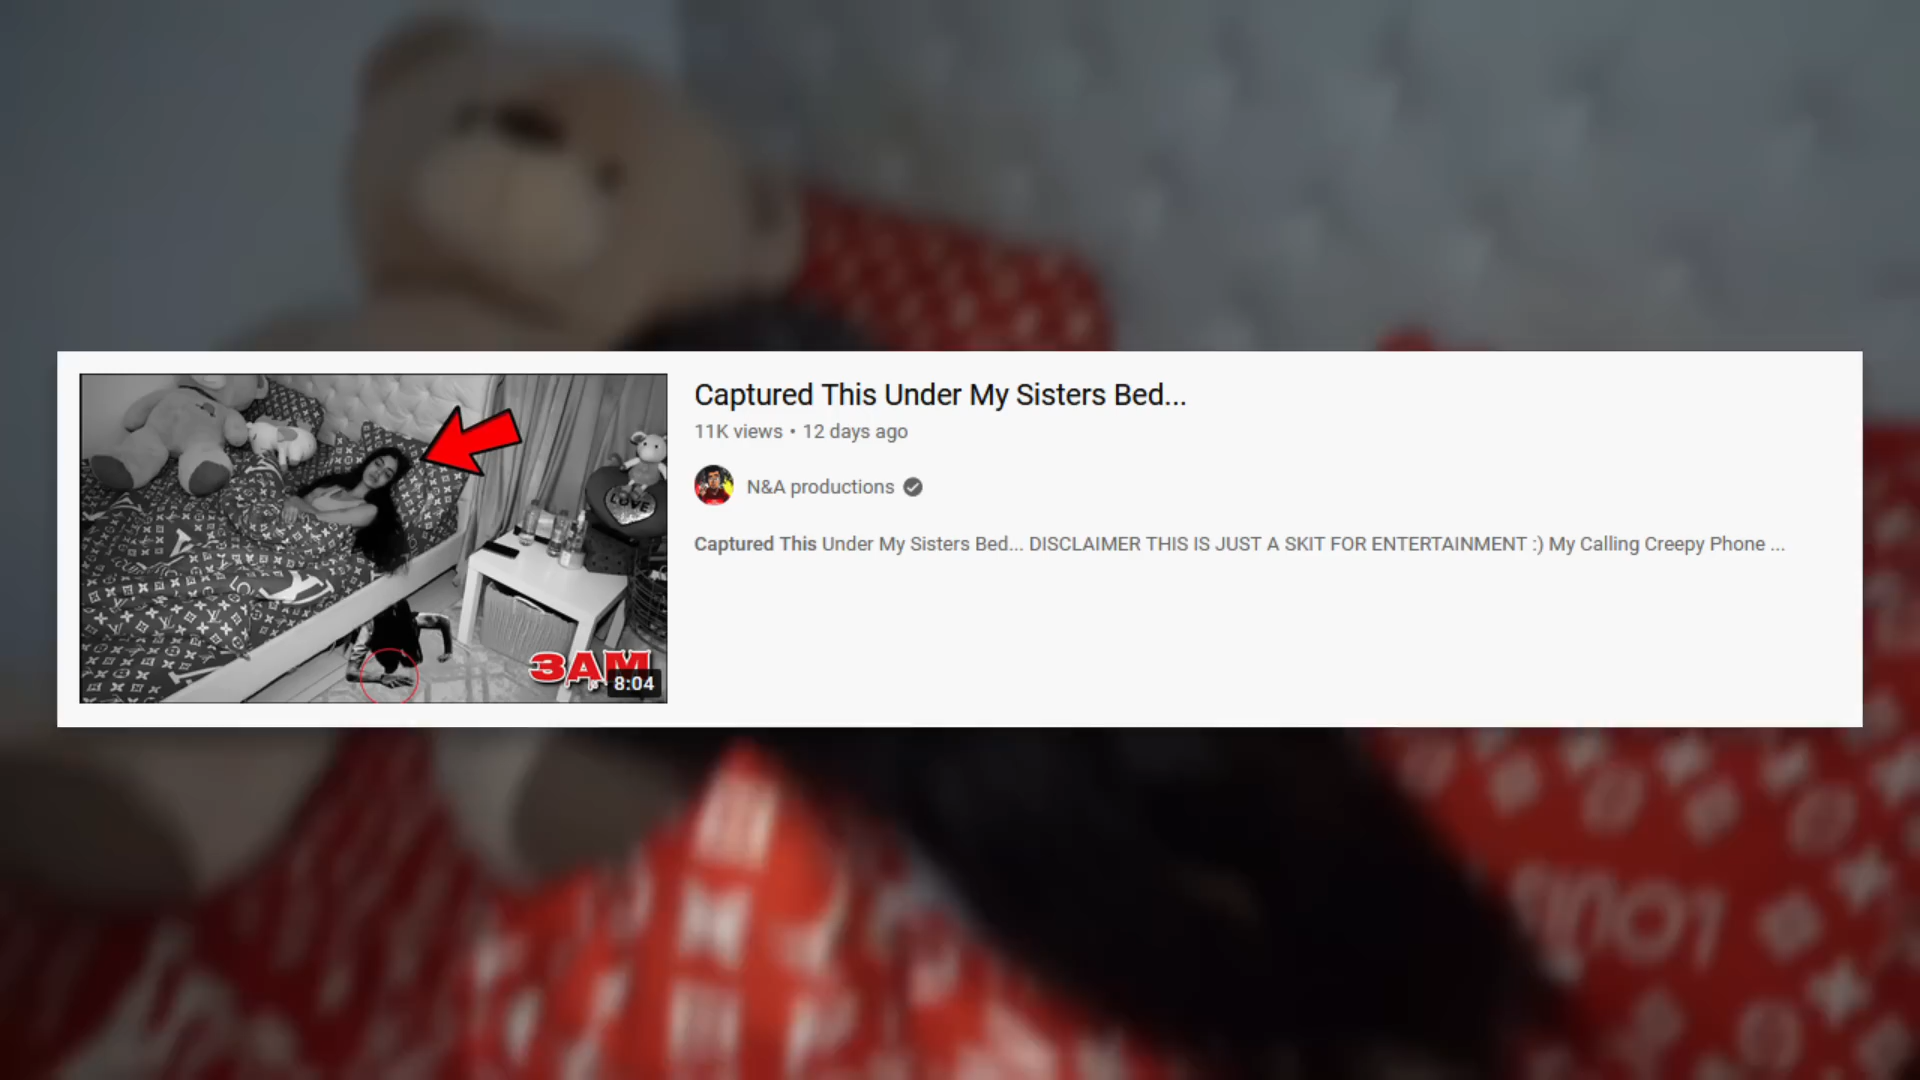 Captured This Under My Sisters Bed...
11K views • 12 days ago
N&A productions
Captured This Under My Sisters Bed... DISCLAIMER THIS IS JUST A SKIT FOR ENTERTAINMENT :) My Calling Creepy Phone ...
LOVE
3AM
8:04
LOUIS